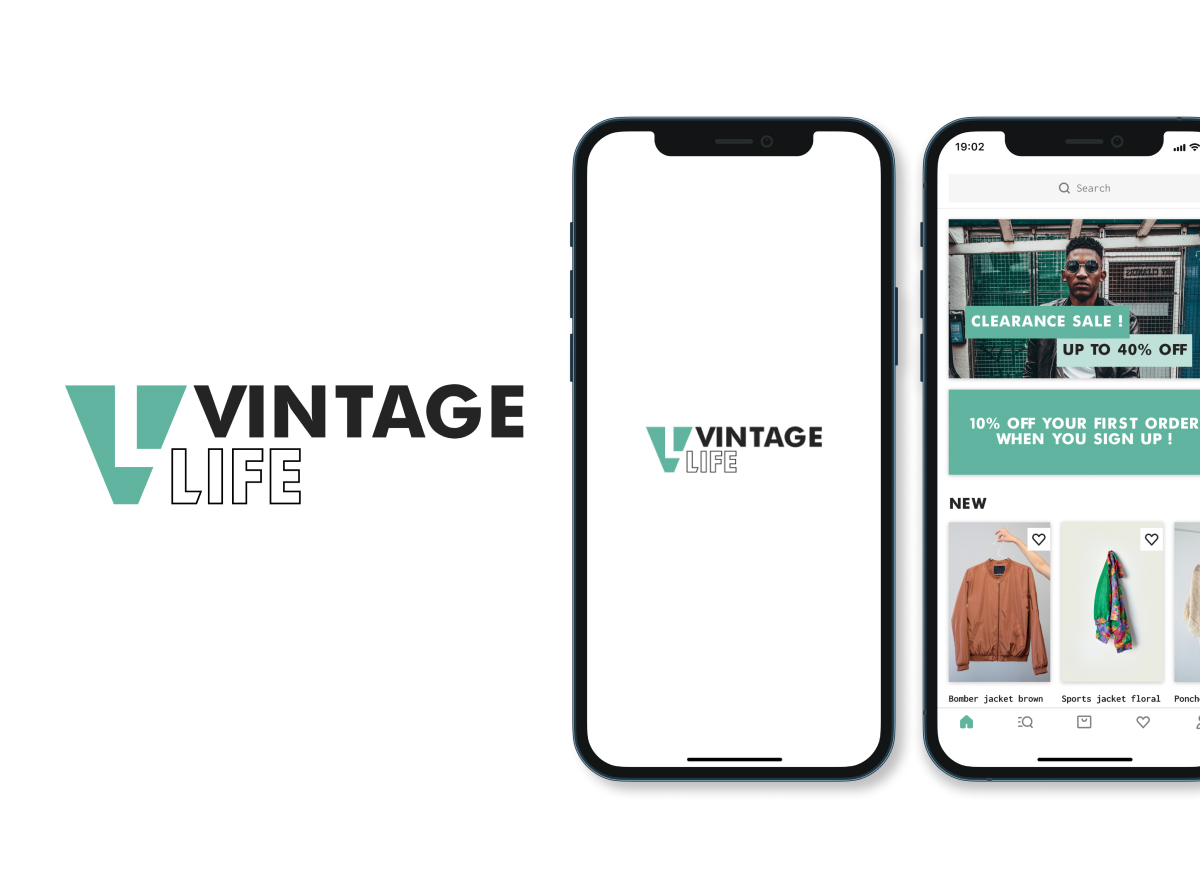 VINTAGE
LIFE
VINTAGE
LIFE
19:02
Search
CLEARANCE SALE !
UP TO 40% OFF
10% OFF YOUR FIRST ORDER
WHEN YOU SIGN UP !
NEW
Bomber jacket brown
Sports jacket floral